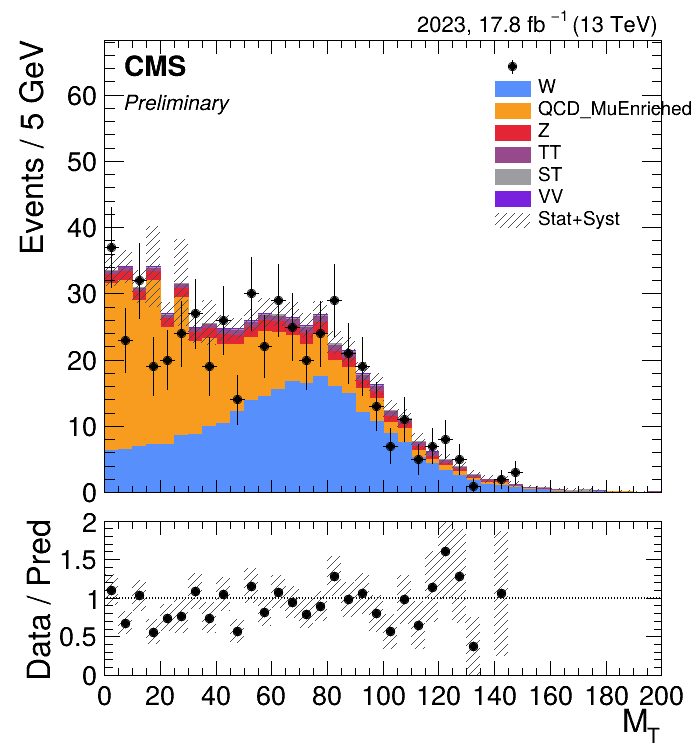 2023, 17.8 fb⁻¹ (13 TeV)
CMS
Preliminary
W
QCD_MuEnriched
Z
TT
ST
VV
Stat+Syst
Events / 5 GeV
60
50
40
30
20
10
0
Data / Pred
2
1.5
1
0.5
0
0 20 40 60 80 100 120 140 160 180 200
M_T